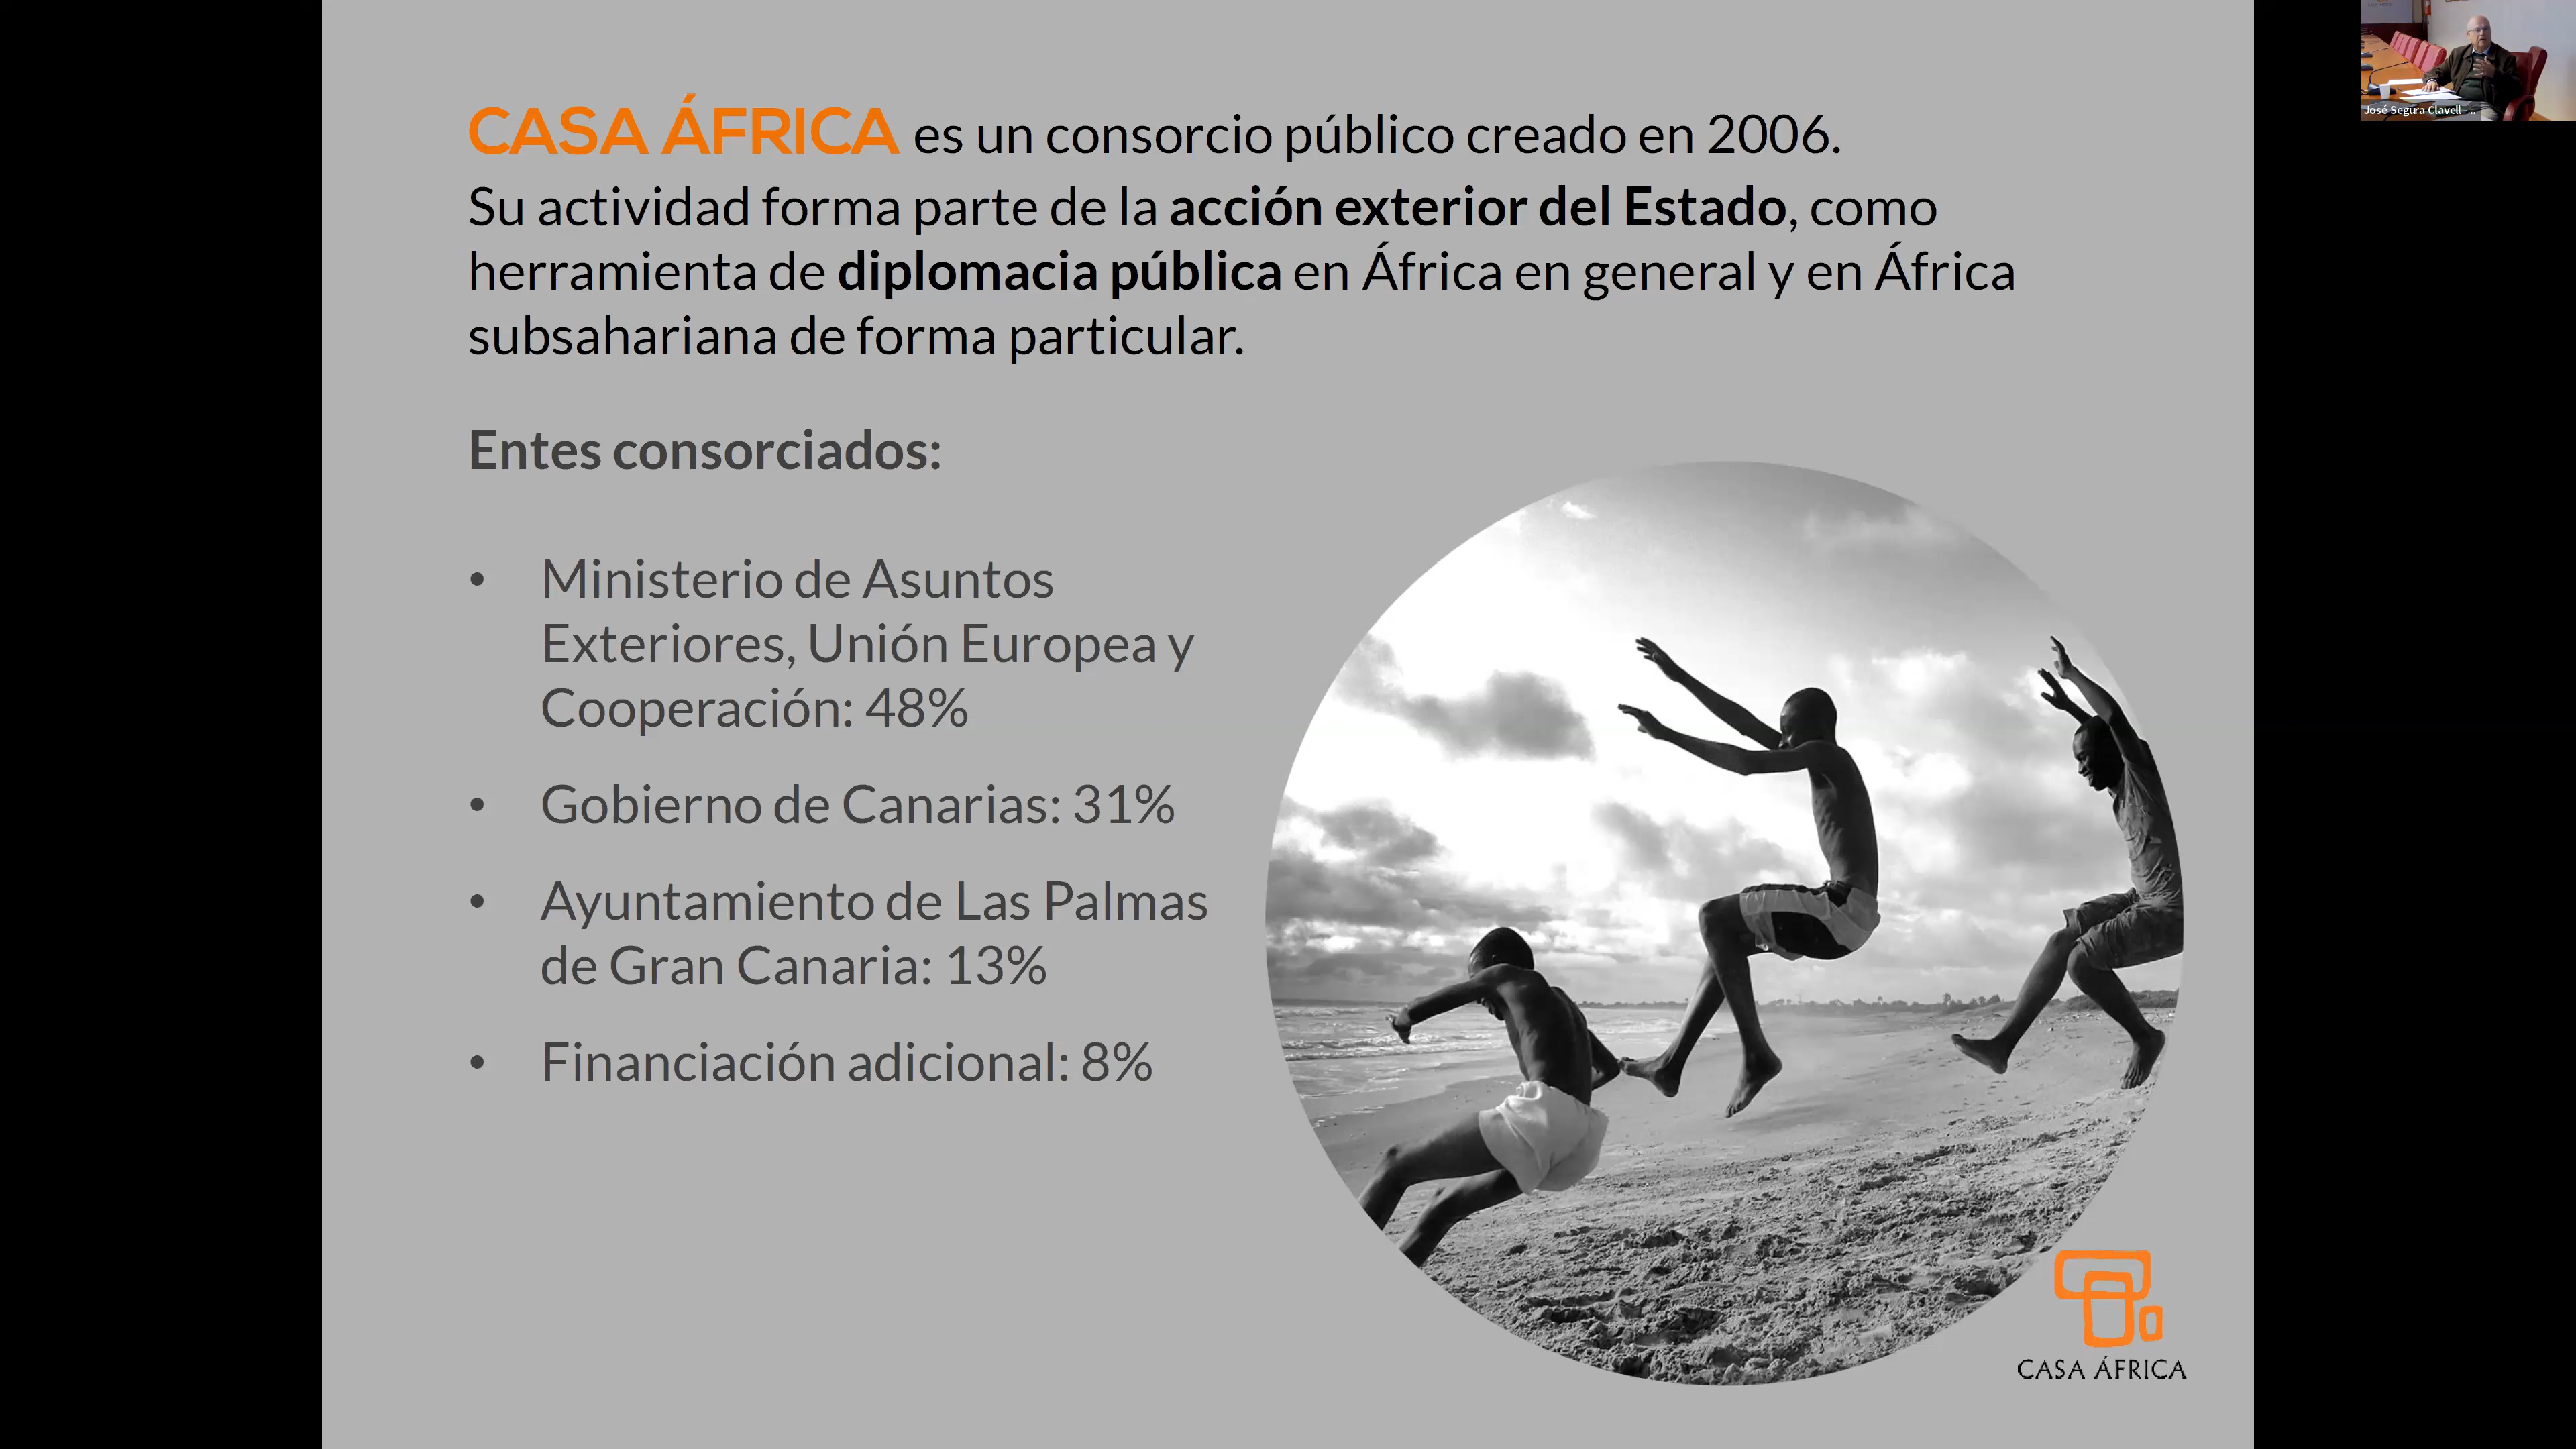 CASA ÁFRICA es un consorcio público creado en 2006.
Su actividad forma parte de la acción exterior del Estado, como
herramienta de diplomacia pública en África en general y en África
subsahariana de forma particular.
Entes consorciados:
• Ministerio de Asuntos
Exteriores, Unión Europea y
Cooperación: 48%
• Gobierno de Canarias: 31%
• Ayuntamiento de Las Palmas
de Gran Canaria: 13%
• Financiación adicional: 8%
CASA ÁFRICA
José Segura Clavell -...